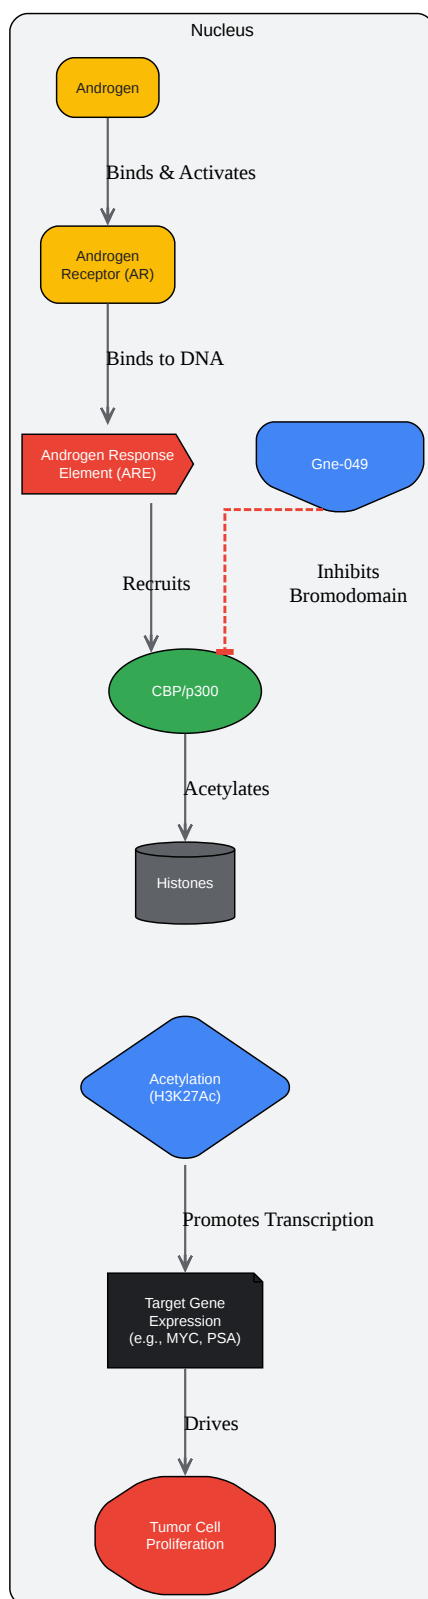 Nucleus
Androgen
Binds & Activates
Androgen
Receptor (AR)
Binds to DNA
Androgen Response
Element (ARE)
Gne-049
Recruits
Inhibits
Bromodomain
CBP/p300
Acetylates
Histones
Acetylation
(H3K27Ac)
Promotes Transcription
Target Gene
Expression
(e.g., MYC, PSA)
Drives
Tumor Cell
Proliferation